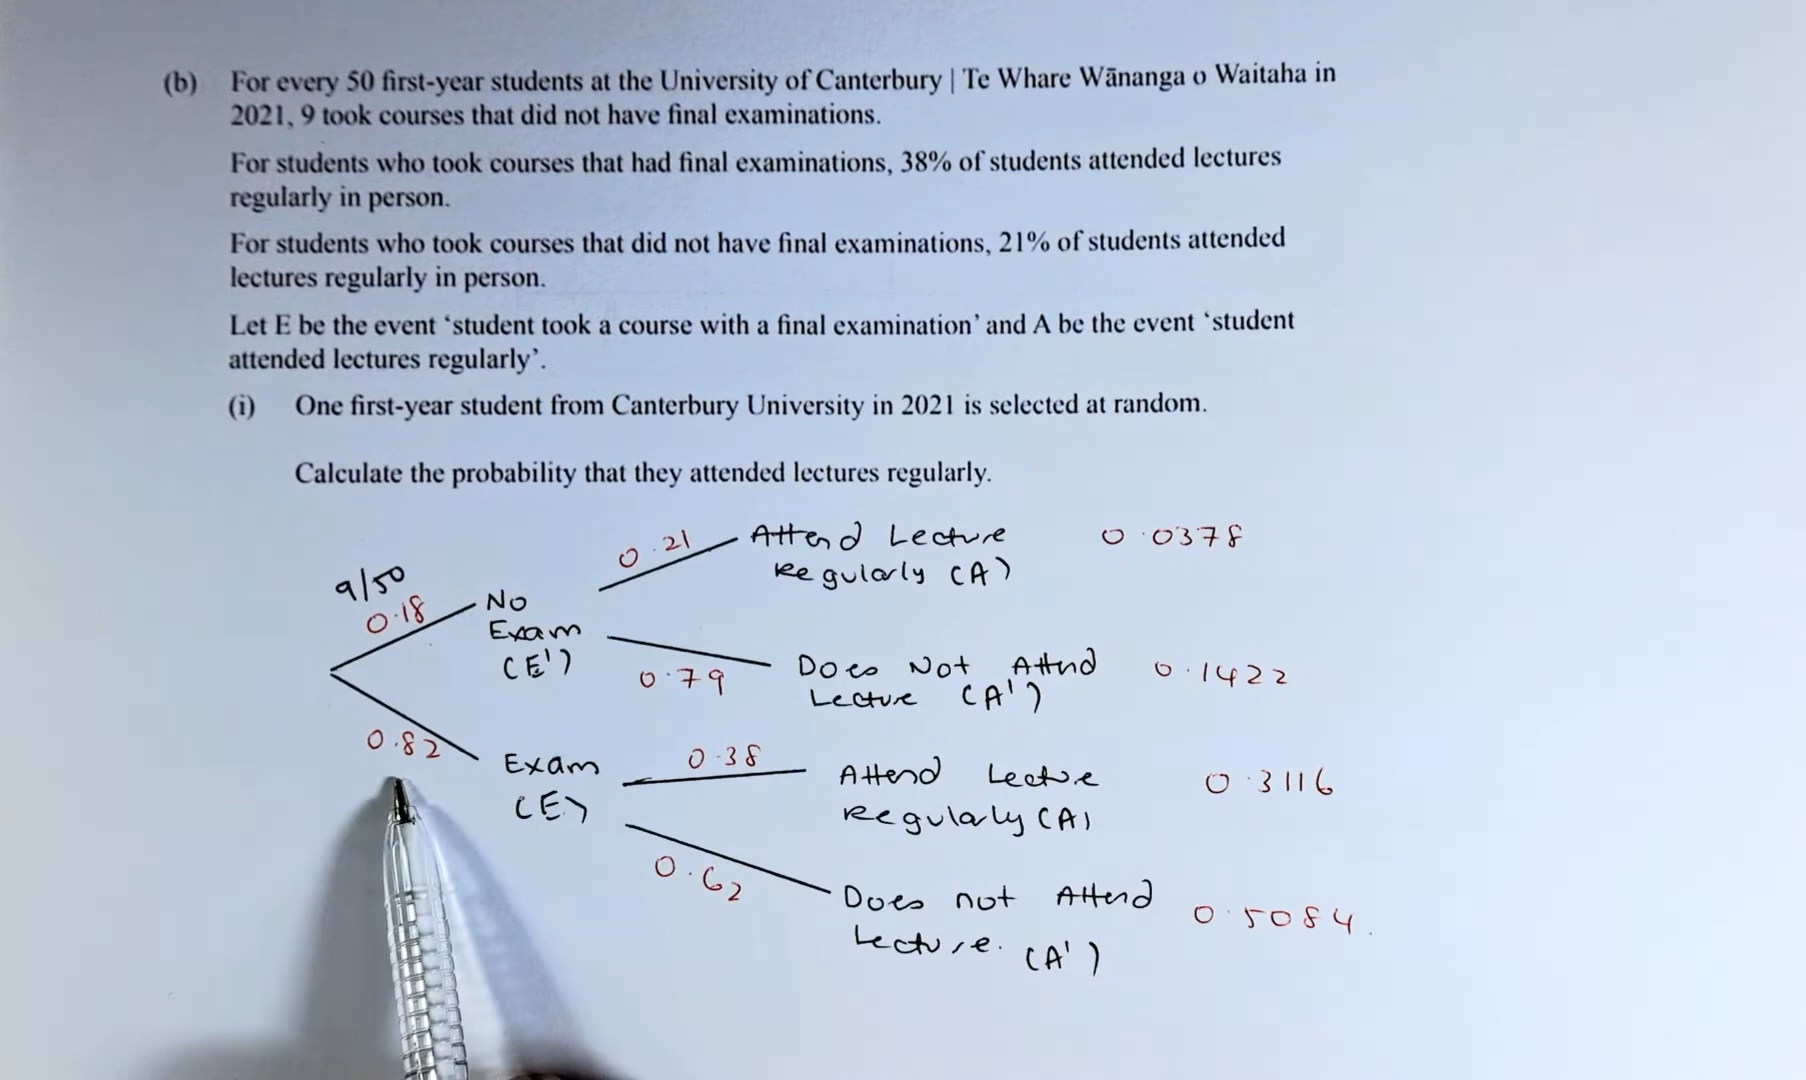 (b) For every 50 first-year students at the University of Canterbury | Te Whare Wānanga o Waitaha in
2021, 9 took courses that did not have final examinations.
For students who took courses that had final examinations, 38% of students attended lectures
regularly in person.
For students who took courses that did not have final examinations, 21% of students attended
lectures regularly in person.
Let E be the event ‘student took a course with a final examination’ and A be the event ‘student
attended lectures regularly’.
(i) One first-year student from Canterbury University in 2021 is selected at random.
Calculate the probability that they attended lectures regularly.
0.21 Attend Lecture 0.0378
Regularly (A)
9/50
0.18 No
Exam
(E')
0.79 Does Not Attnd 0.1422
Lecture (A')
0.82
Exam 0.38 Attend Lecture 0.3116
(E) Regularly (A)
0.62
Does not Attend 0.5084.
Lecture. (A')